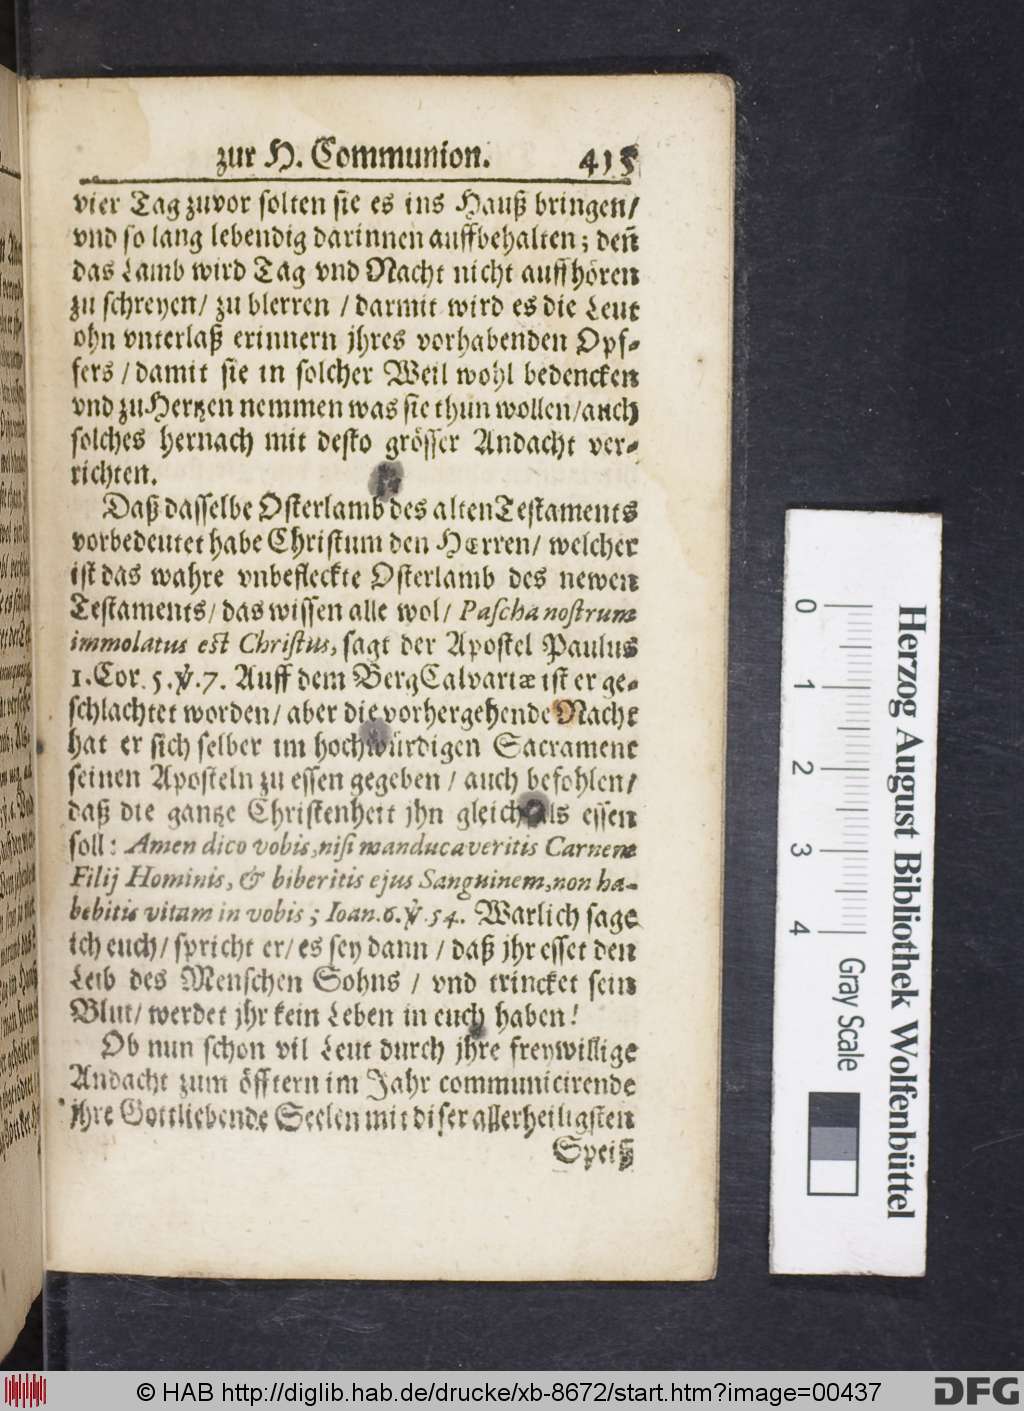 zur H. Communion. 415
vier Tag zuvor solten sie es ins Hauß bringen/
vnd so lang lebendig darinnen auffbehalten; deñ
das Lamb wird Tag vnd Nacht nicht auffhören
zu schreyen/ zu blerren / darmit wird es die Leut
ohn vnterlaß erinnern jhres vorhabenden Opf-
fers / damit sie in solcher Weil wohl bedencken
vnd zu Hertzen nemmen was sie thun wollen/auch
solches hernach mit desto grösser Andacht ver-
richten.
Daß dasselbe Osterlamb des alten Testaments
vorbedeutet habe Christum den HErren/ welcher
ist das wahre vnbefleckte Osterlamb des newen
Testaments/ das wissen alle wol/ Pascha nostrum
immolatus est Christus, sagt der Apostel Paulus
1. Cor. 5. ℣. 7. Auff dem Berg Calvariæ ist er ge-
schlachtet worden/ aber die vorhergehende Nacht
hat er sich selber im hochwürdigen Sacrament
seinen Aposteln zu essen gegeben / auch befohlen/
daß die gantze Christenheit jhn gleichfals essen
soll: Amen dico vobis, nisi manducaveritis Carnem
Filij Hominis, & biberitis ejus Sanguinem, non ha-
bebitis vitam in vobis; Ioan. 6. ℣. 54. Warlich sage
ich euch/ spricht er/ es sey dann / daß jhr esset den
Leib des Menschen Sohns / vnd trincket sein
Blut/ werdet jhr kein Leben in euch haben!
Ob nun schon vil Leut durch jhre freywillige
Andacht zum öfftern im Jahr communicirende
jhre Gottliebende Seelen mit diser allerheiligsten
Speiß
0 1 2 3 4
Gray Scale
Herzog August Bibliothek Wolfenbüttel
© HAB http://diglib.hab.de/drucke/xb-8672/start.htm?image=00437
DFG